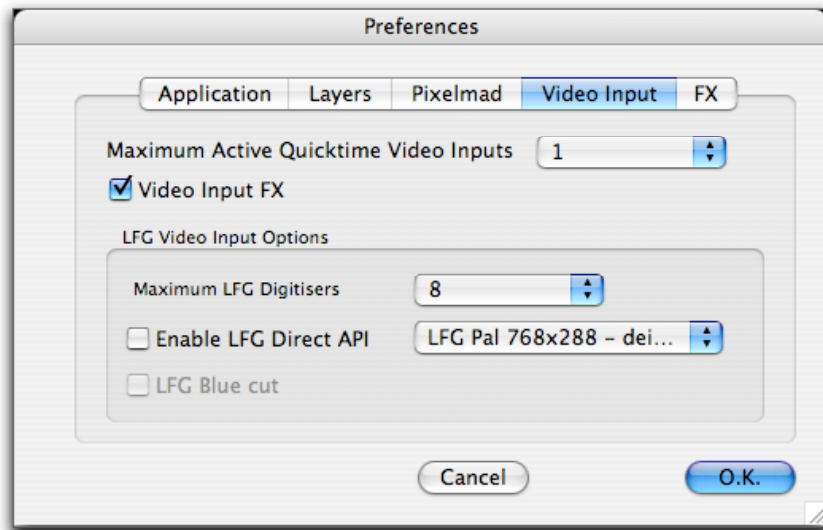 Preferences
Application Layers Pixelmad Video Input FX
Maximum Active Quicktime Video Inputs 1
Video Input FX
LFG Video Input Options
Maximum LFG Digitisers 8
Enable LFG Direct API LFG Pal 768x288 – dei...
LFG Blue cut
Cancel O.K.